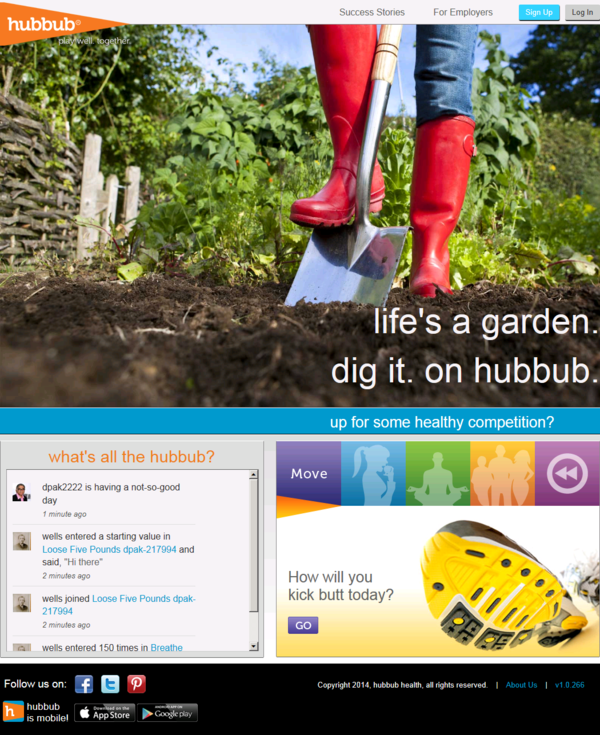 hubbub®
play well. together.
Success Stories
For Employers
Sign Up
Log In
life's a garden.
dig it. on hubbub.
up for some healthy competition?
what's all the hubbub?
dpak2222 is having a not-so-good
day
1 minute ago
wells entered a starting value in
Loose Five Pounds dpak-217994 and
said, "Hi there"
2 minutes ago
wells joined Loose Five Pounds dpak-
217994
2 minutes ago
wells entered 150 times in Breathe
Move
How will you
kick butt today?
GO
Follow us on:
hubbub
is mobile!
Download on the
App Store
ANDROID APP ON
Google play
Copyright 2014, hubbub health, all rights reserved. | About Us | v1.0.266